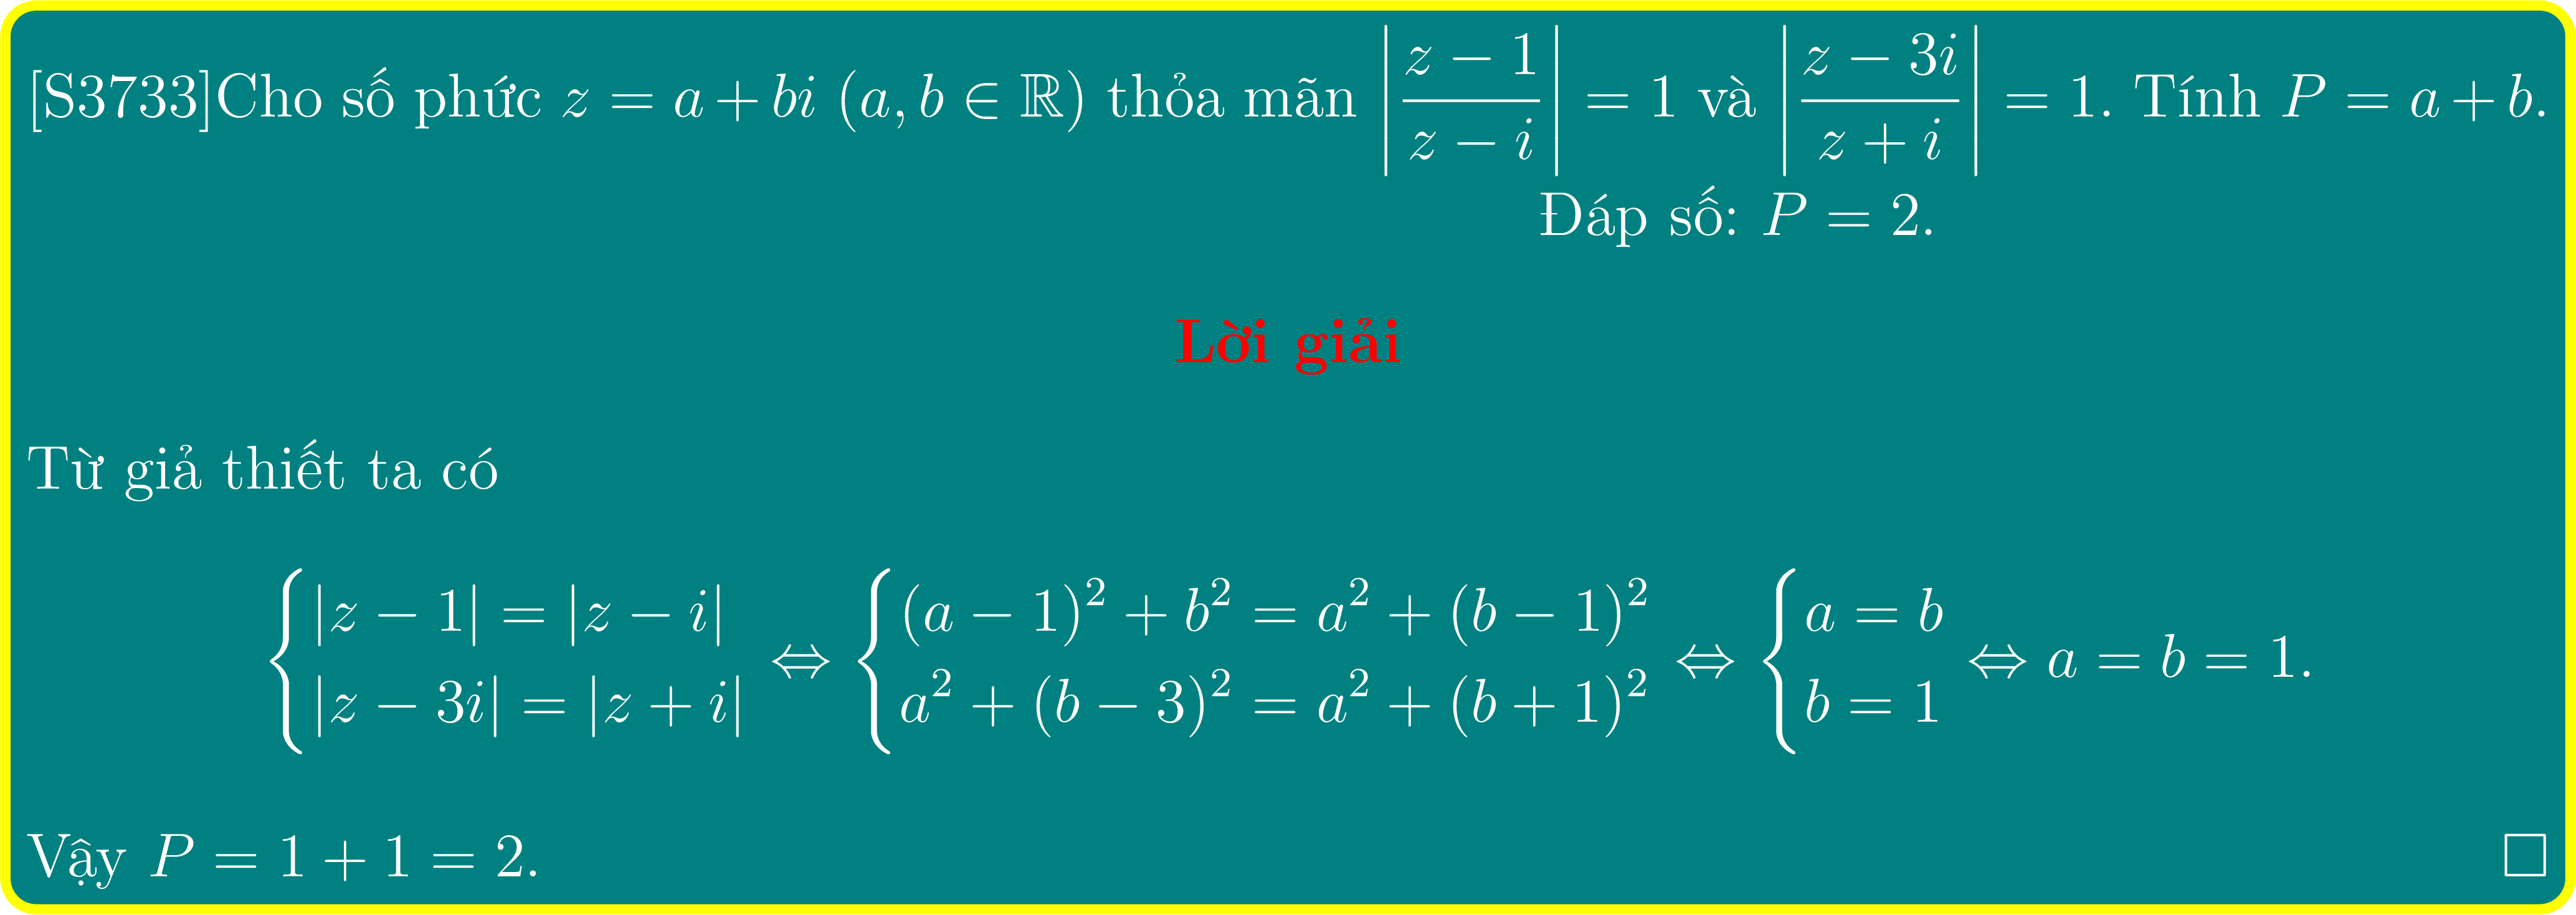 [S3733]Cho số phức $z = a + bi$ $(a, b \in \mathbb{R})$ thỏa mãn $\left|\dfrac{z-1}{z-i}\right| = 1$ và $\left|\dfrac{z-3i}{z+i}\right| = 1$. Tính $P = a + b$.
Đáp số: $P = 2$.
Lời giải
Từ giả thiết ta có
$\begin{cases} |z-1| = |z-i| \\ |z-3i| = |z+i| \end{cases} \Leftrightarrow \begin{cases} (a-1)^2 + b^2 = a^2 + (b-1)^2 \\ a^2 + (b-3)^2 = a^2 + (b+1)^2 \end{cases} \Leftrightarrow \begin{cases} a = b \\ b = 1 \end{cases} \Leftrightarrow a = b = 1.$
Vậy $P = 1 + 1 = 2$. □